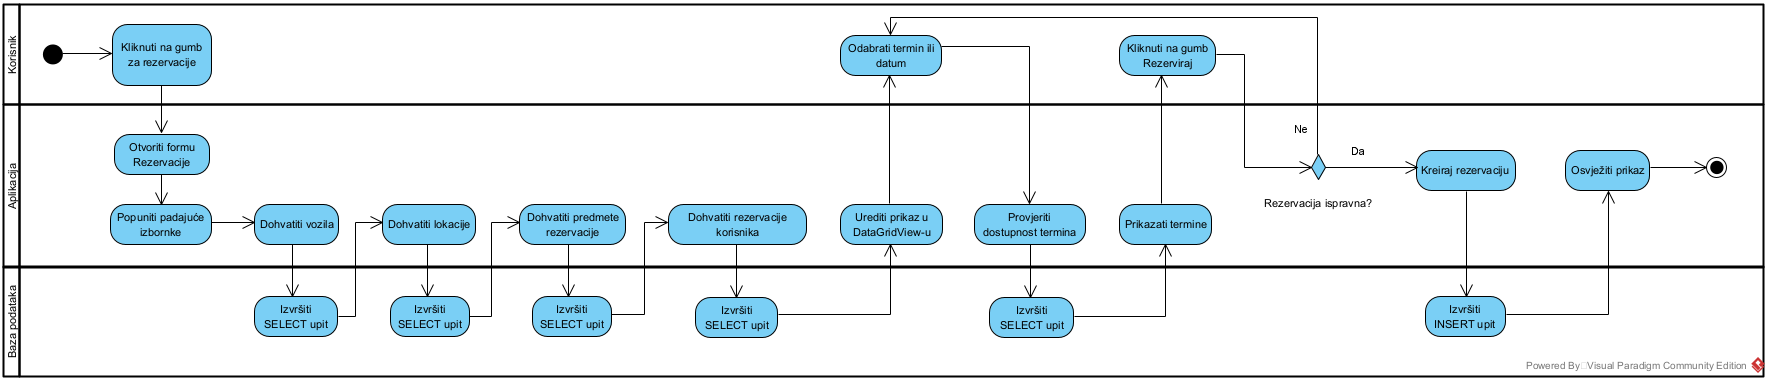 Korisnik
Kliknuti na gumb
za rezervacije
Odabrati termin ili
datum
Kliknuti na gumb
Rezerviraj
Aplikacija
Otvoriti formu
Rezervacije
Popuniti padajuće
izbornke
Dohvatiti vozila
Dohvatiti lokacije
Dohvatiti predmete
rezervacije
Dohvatiti rezervacije
korisnika
Urediti prikaz u
DataGridView-u
Provjeriti
dostupnost termina
Prikazati termine
Ne
Da
Rezervacija ispravna?
Kreiraj rezervaciju
Osvježiti prikaz
Baza podataka
Izvršiti
SELECT upit
Izvršiti
SELECT upit
Izvršiti
SELECT upit
Izvršiti
SELECT upit
Izvršiti
SELECT upit
Izvršiti
INSERT upit
Powered By Visual Paradigm Community Edition